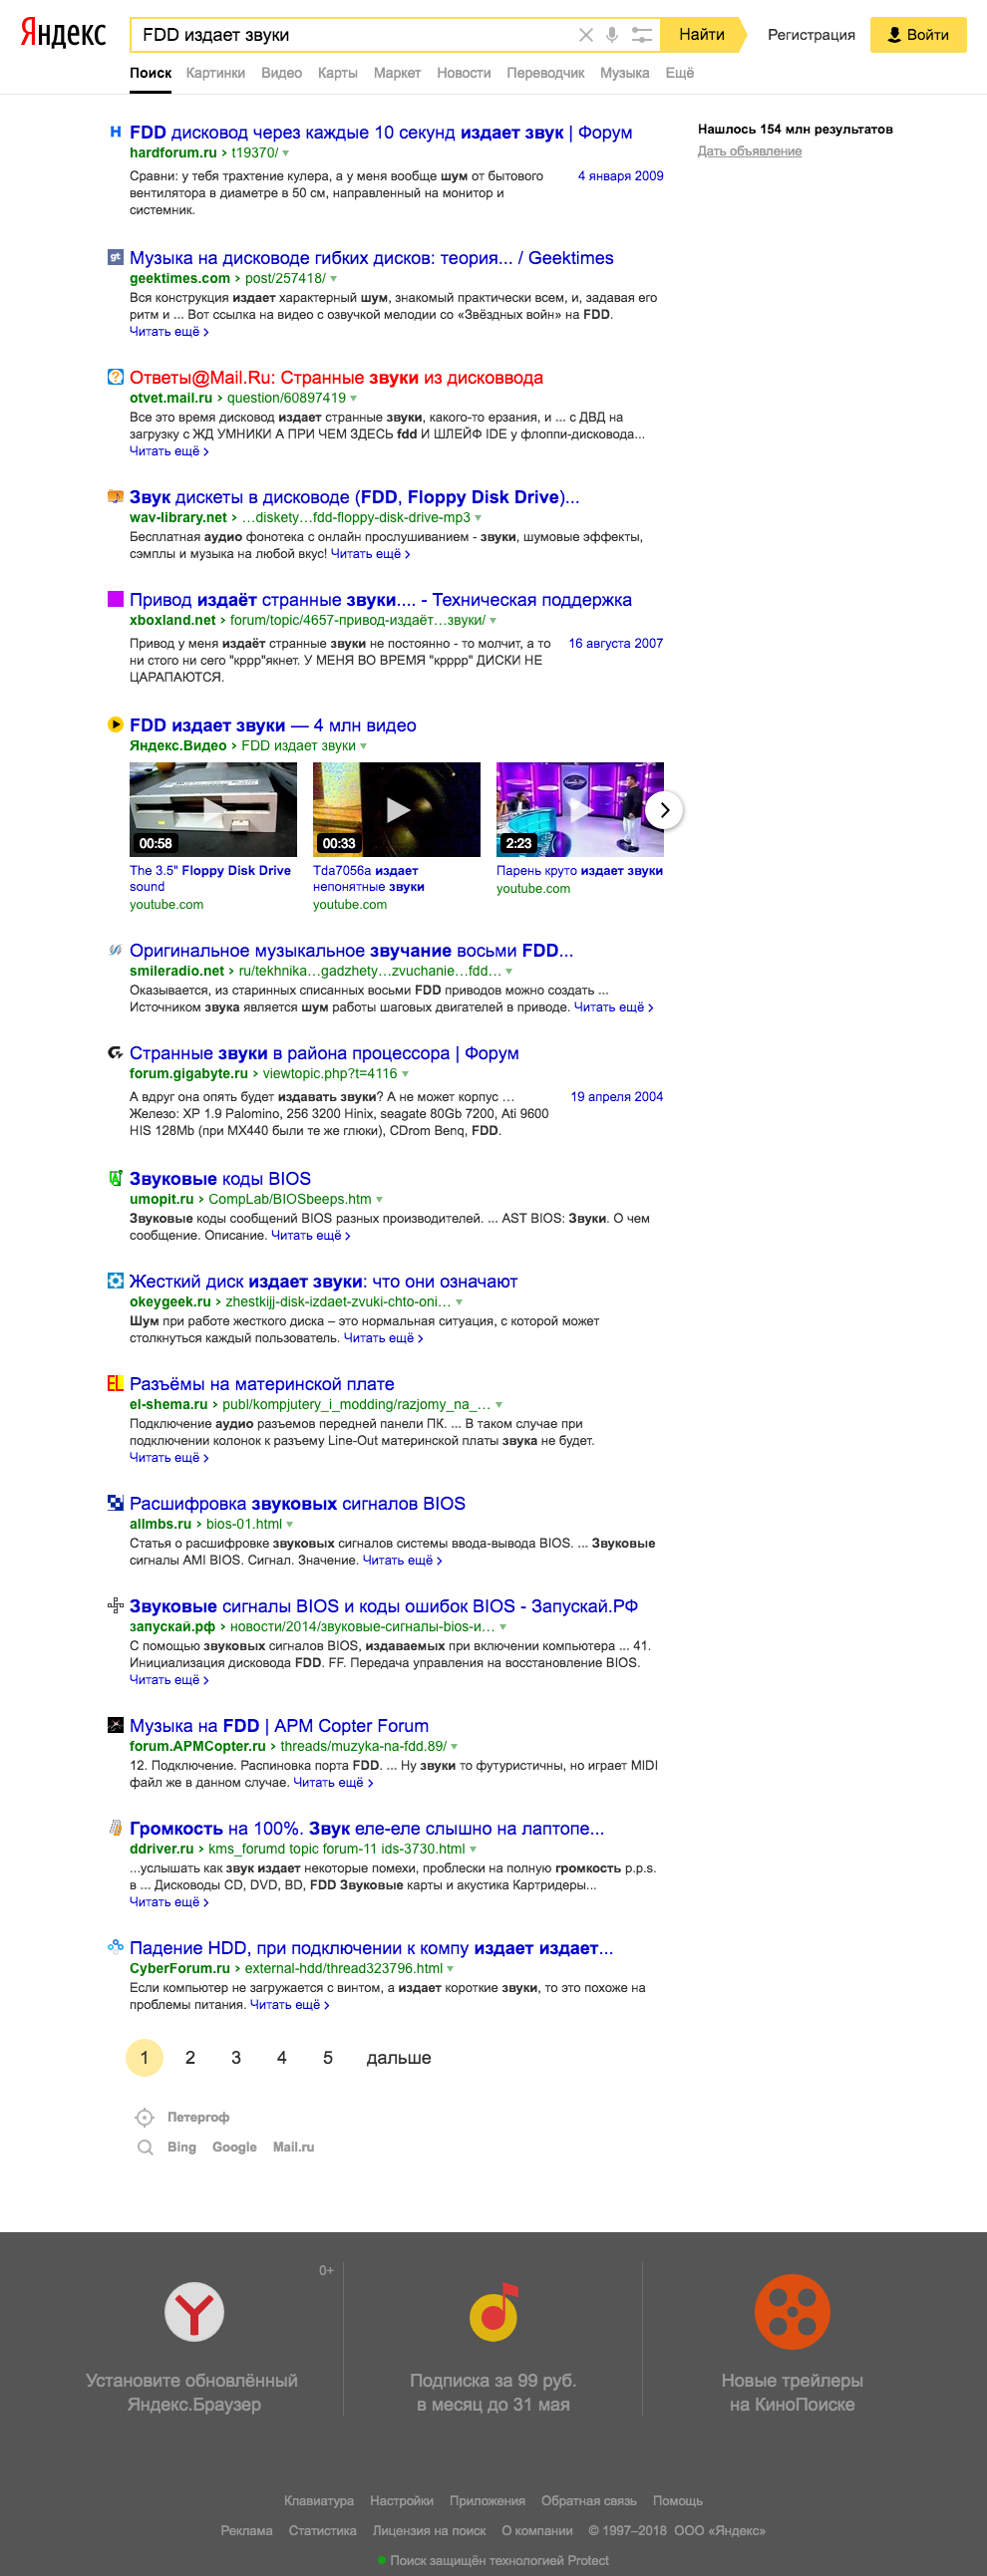 Яндекс
FDD издает звуки
Найти
Регистрация
Войти
Поиск Картинки Видео Карты Маркет Новости Переводчик Музыка Ещё
FDD дисковод через каждые 10 секунд издает звук | Форум
hardforum.ru › t19370/
Сравни: у тебя трахтение кулера, а у меня вообще шум от бытового
вентилятора в диаметре в 50 см, направленный на монитор и
системник.
4 января 2009
Нашлось 154 млн результатов
Дать объявление
Музыка на дисководе гибких дисков: теория... / Geektimes
geektimes.com › post/257418/
Вся конструкция издает характерный шум, знакомый практически всем, и, задавая его
ритм и ... Вот ссылка на видео с озвучкой мелодии со «Звёздных войн» на FDD.
Читать ещё ›
Ответы@Mail.Ru: Странные звуки из дисковвода
otvet.mail.ru › question/60897419
Все это время дисковод издает странные звуки, какого-то ерзания, и ... с ДВД на
загрузку с ЖД УМНИКИ А ПРИ ЧЕМ ЗДЕСЬ fdd И ШЛЕЙФ IDE у флоппи-дисковода...
Читать ещё ›
Звук дискеты в дисководе (FDD, Floppy Disk Drive)...
wav-library.net › …diskety…fdd-floppy-disk-drive-mp3
Бесплатная аудио фонотека с онлайн прослушиванием - звуки, шумовые эффекты,
сэмплы и музыка на любой вкус! Читать ещё ›
Привод издаёт странные звуки.... - Техническая поддержка
xboxland.net › forum/topic/4657-привод-издаёт…звуки/
Привод у меня издаёт странные звуки не постоянно - то молчит, а то
ни стого ни сего "кррр"якнет. У МЕНЯ ВО ВРЕМЯ "крррр" ДИСКИ НЕ
ЦАРАПАЮТСЯ.
16 августа 2007
FDD издает звуки — 4 млн видео
Яндекс.Видео › FDD издает звуки
00:58
00:33
2:23
The 3.5" Floppy Disk Drive
sound
youtube.com
Tda7056a издает
непонятные звуки
youtube.com
Парень круто издает звуки
youtube.com
Оригинальное музыкальное звучание восьми FDD...
smileradio.net › ru/tekhnika…gadzhety…zvuchanie…fdd…
Оказывается, из старинных списанных восьми FDD приводов можно создать ...
Источником звука является шум работы шаговых двигателей в приводе. Читать ещё ›
Странные звуки в района процессора | Форум
forum.gigabyte.ru › viewtopic.php?t=4116
А вдруг она опять будет издавать звуки? А не может корпус …
Железо: XP 1.9 Palomino, 256 3200 Hinix, seagate 80Gb 7200, Ati 9600
HIS 128Mb (при MX440 были те же глюки), CDrom Benq, FDD.
19 апреля 2004
Звуковые коды BIOS
umopit.ru › CompLab/BIOSbeeps.htm
Звуковые коды сообщений BIOS разных производителей. ... AST BIOS: Звуки. О чем
сообщение. Описание. Читать ещё ›
Жесткий диск издает звуки: что они означают
okeygeek.ru › zhestkijj-disk-izdaet-zvuki-chto-oni…
Шум при работе жесткого диска – это нормальная ситуация, с которой может
столкнуться каждый пользователь. Читать ещё ›
Разъёмы на материнской плате
el-shema.ru › publ/kompjutery_i_modding/razjomy_na_…
Подключение аудио разъемов передней панели ПК. ... В таком случае при
подключении колонок к разъему Line-Out материнской платы звука не будет.
Читать ещё ›
Расшифровка звуковых сигналов BIOS
allmbs.ru › bios-01.html
Статья о расшифровке звуковых сигналов системы ввода-вывода BIOS. ... Звуковые
сигналы AMI BIOS. Сигнал. Значение. Читать ещё ›
Звуковые сигналы BIOS и коды ошибок BIOS - Запускай.РФ
запускай.рф › новости/2014/звуковые-сигналы-bios-и…
С помощью звуковых сигналов BIOS, издаваемых при включении компьютера ... 41.
Инициализация дисковода FDD. FF. Передача управления на восстановление BIOS.
Читать ещё ›
Музыка на FDD | APM Copter Forum
forum.APMCopter.ru › threads/muzyka-na-fdd.89/
12. Подключение. Распиновка порта FDD. ... Ну звуки то футуристичны, но играет MIDI
файл же в данном случае. Читать ещё ›
Громкость на 100%. Звук еле-еле слышно на лаптопе...
ddriver.ru › kms_forumd topic forum-11 ids-3730.html
...услышать как звук издает некоторые помехи, проблески на полную громкость p.p.s.
в ... Дисководы CD, DVD, BD, FDD Звуковые карты и акустика Картридеры...
Читать ещё ›
Падение HDD, при подключении к компу издает издает...
CyberForum.ru › external-hdd/thread323796.html
Если компьютер не загружается с винтом, а издает короткие звуки, то это похоже на
проблемы питания. Читать ещё ›
1 2 3 4 5 дальше
Петергоф
Bing Google Mail.ru
0+
Установите обновлённый
Яндекс.Браузер
Подписка за 99 руб.
в месяц до 31 мая
Новые трейлеры
на КиноПоиске
Клавиатура Настройки Приложения Обратная связь Помощь
Реклама Статистика Лицензия на поиск О компании © 1997–2018 ООО «Яндекс»
Поиск защищён технологией Protect